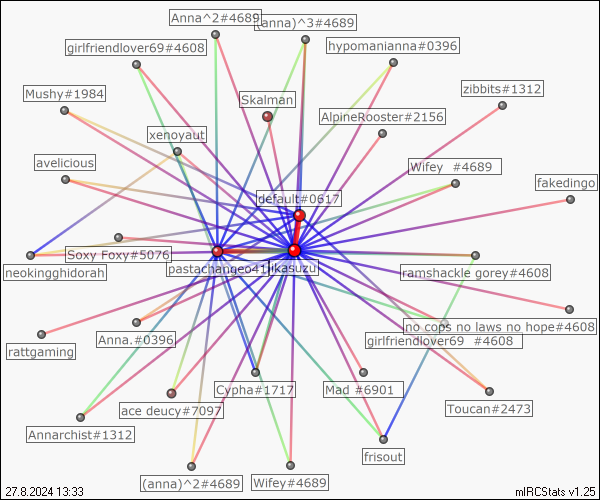 Anna^2#4689
(anna)^3#4689
girlfriendlover69#4608
hypomanianna#0396
Mushy#1984
Skalman
zibbits#1312
AlpineRooster#2156
xenoyaut
avelicious
Wifey #4689
fakedingo
default#0617
Soxy Foxy#5076
neokingghidorah
pastachangeo41
jikasuzu
ramshackle gorey#4608
no cops no laws no hope#4608
Anna.#0396
girlfriendlover69 #4608
rattgaming
Cypha#1717
Mad #6901
Toucan#2473
ace deucy#7097
Annarchist#1312
frisout
(anna)^2#4689
Wifey#4689
27.8.2024 13:33
mIRCStats v1.25